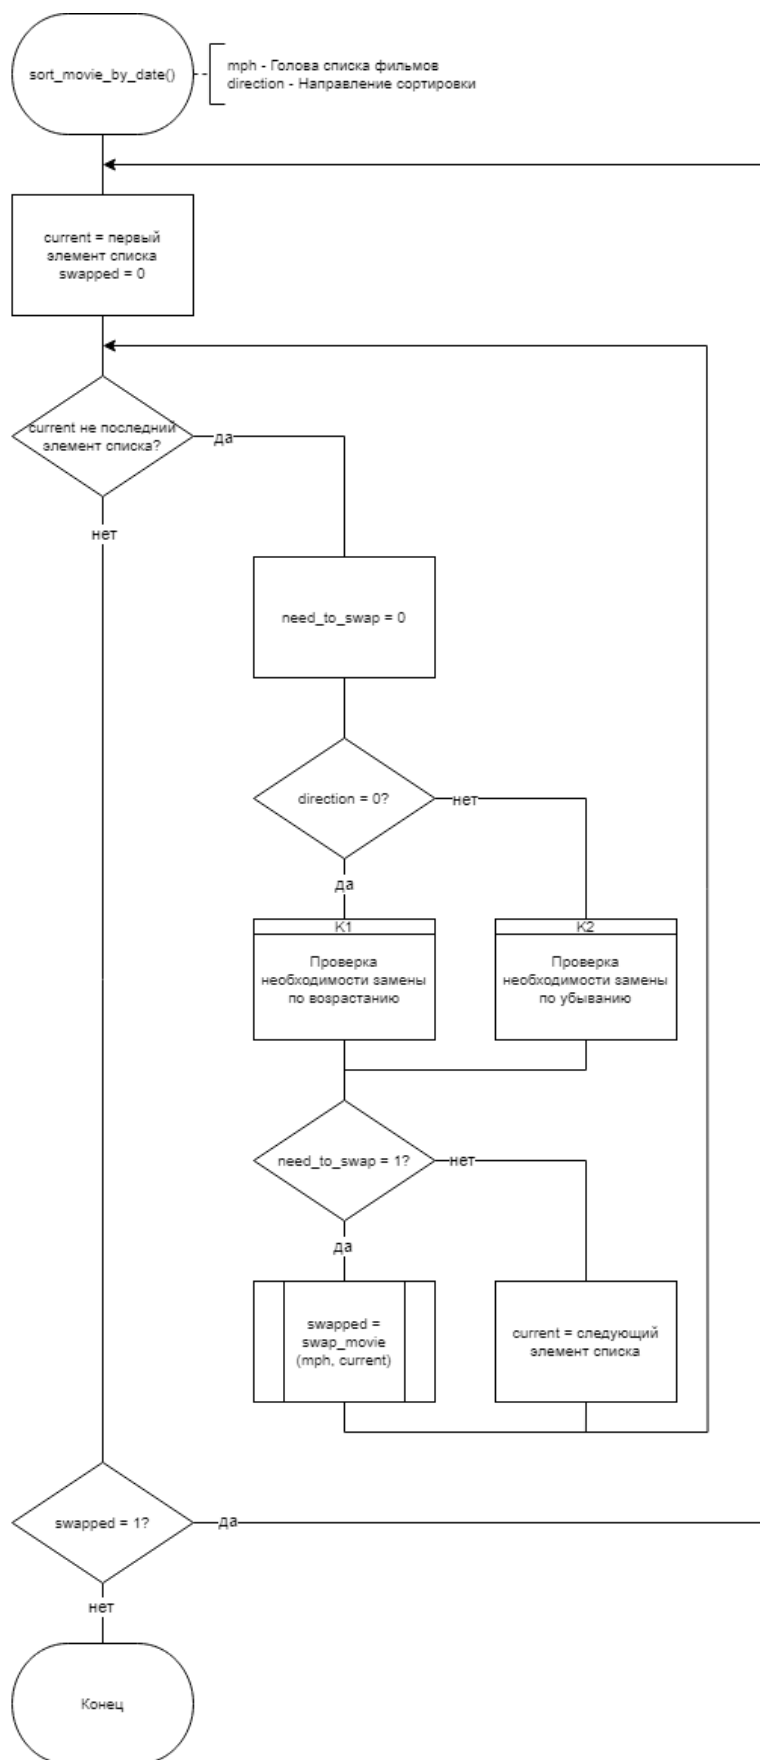 sort_movie_by_date()
mph - Голова списка фильмов
direction - Направление сортировки
current = первый
элемент списка
swapped = 0
current не последний
элемент списка?
да
нет
need_to_swap = 0
direction = 0?
нет
да
K1
Проверка
необходимости замены
по возрастанию
K2
Проверка
необходимости замены
по убыванию
need_to_swap = 1?
нет
да
swapped =
swap_movie
(mph, current)
current = следующий
элемент списка
swapped = 1?
да
нет
Конец